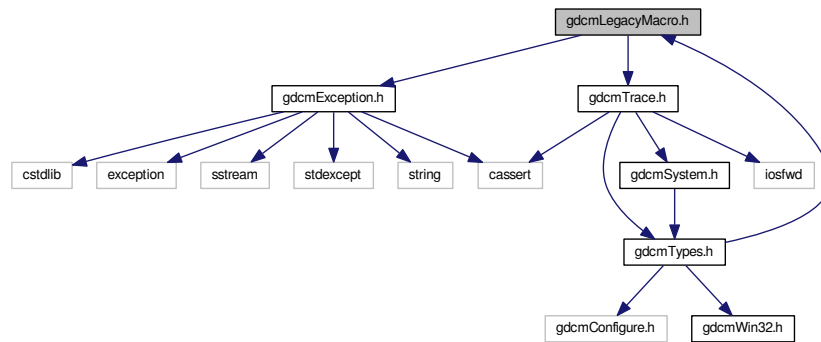 gdcmLegacyMacro.h
gdcmException.h
gdcmTrace.h
cstdlib
exception
sstream
stdexcept
string
cassert
gdcmSystem.h
iosfwd
gdcmTypes.h
gdcmConfigure.h
gdcmWin32.h